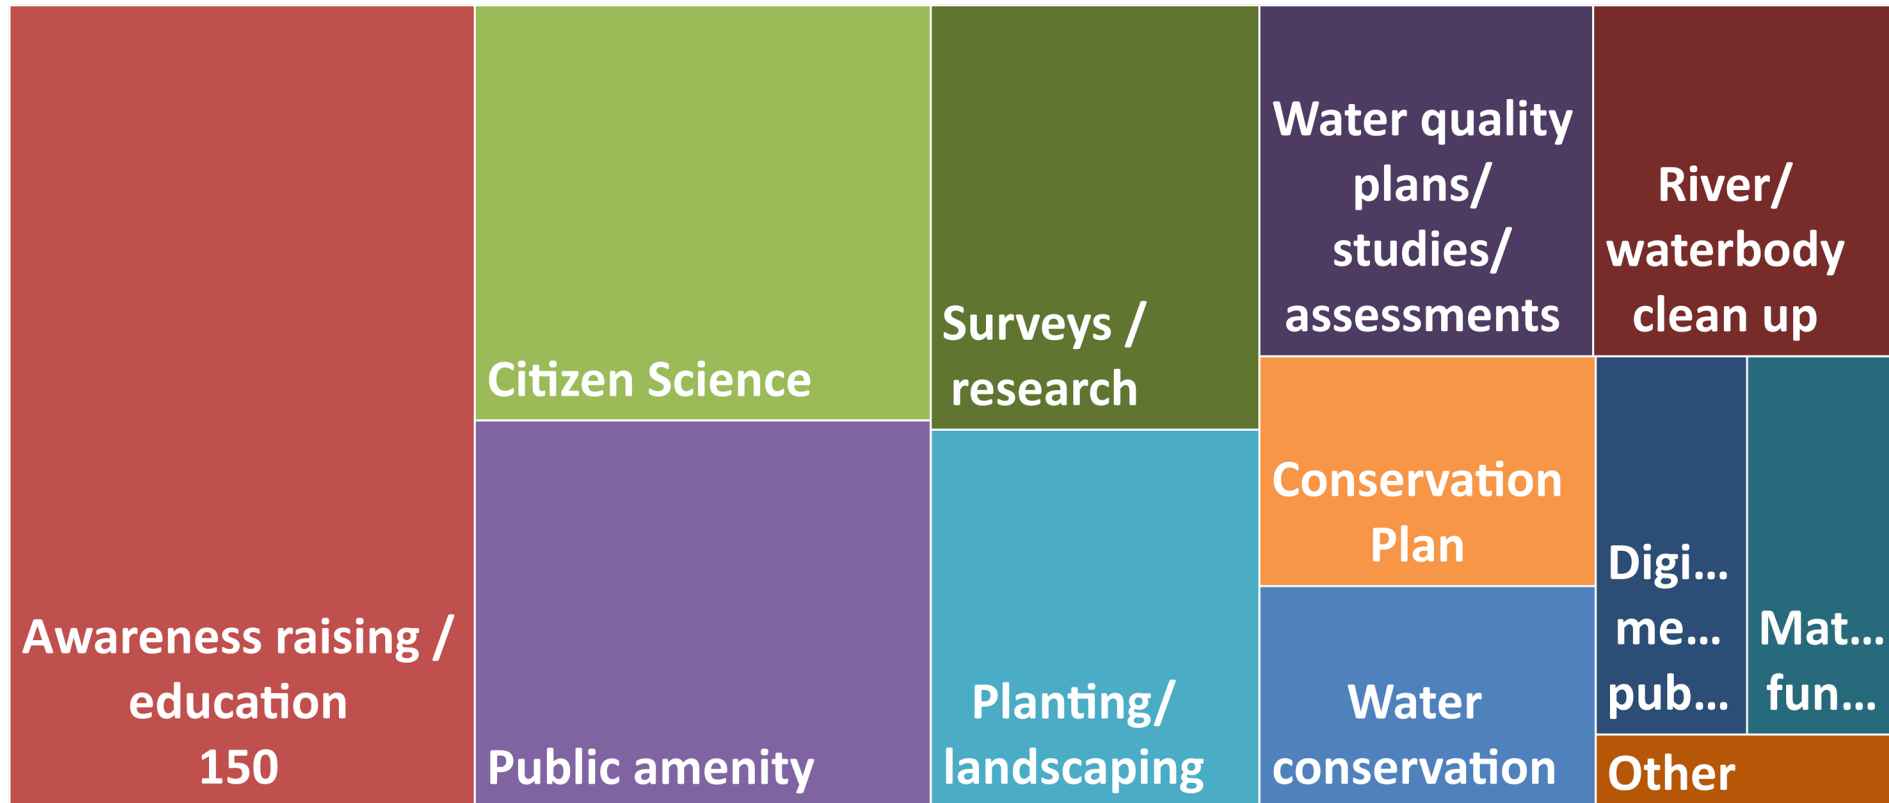 Awareness raising /
education
150
Citizen Science
Public amenity
Surveys /
research
Planting/
landscaping
Water quality
plans/
studies/
assessments
River/
waterbody
clean up
Conservation
Plan
Water
conservation
Digi...
me...
pub...
Mat...
fun...
Other